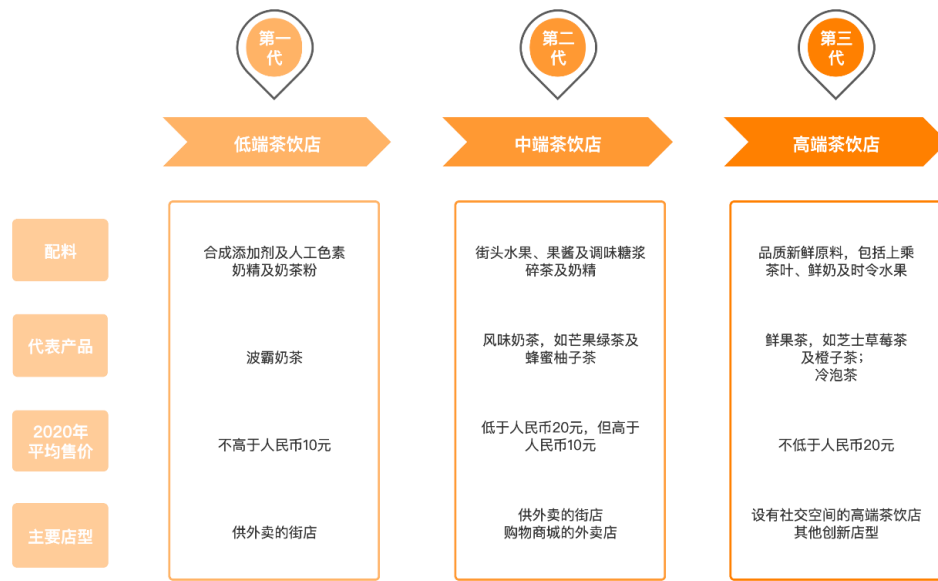 第一
代
第二
代
第三
代
低端茶饮店
中端茶饮店
高端茶饮店
配料
合成添加剂及人工色素
奶精及奶茶粉
街头水果、果酱及调味糖浆
碎茶及奶精
品质新鲜原料，包括上乘
茶叶、鲜奶及时令水果
代表产品
波霸奶茶
风味奶茶，如芒果绿茶及
蜂蜜柚子茶
鲜果茶，如芝士草莓茶
及橙子茶；
冷泡茶
2020年
平均售价
不高于人民币10元
低于人民币20元，但高于
人民币10元
不低于人民币20元
主要店型
供外卖的街店
供外卖的街店
购物商城的外卖店
设有社交空间的高端茶饮店
其他创新店型